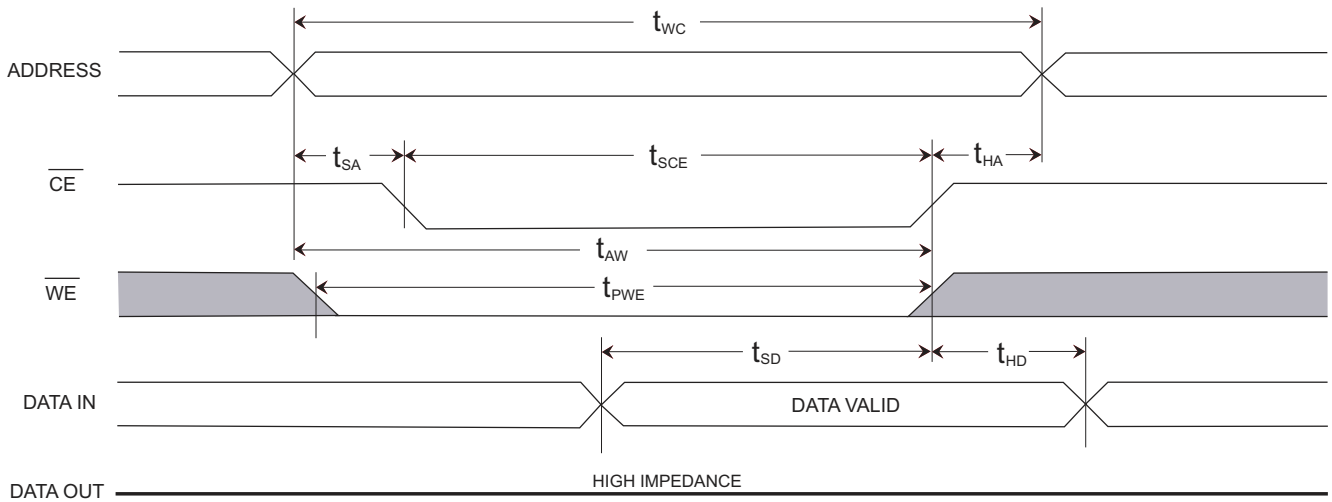 tWC
ADDRESS
tSA
tSCE
tHA
CE
tAW
WE
tPWE
tSD
tHD
DATA IN
DATA VALID
HIGH IMPEDANCE
DATA OUT